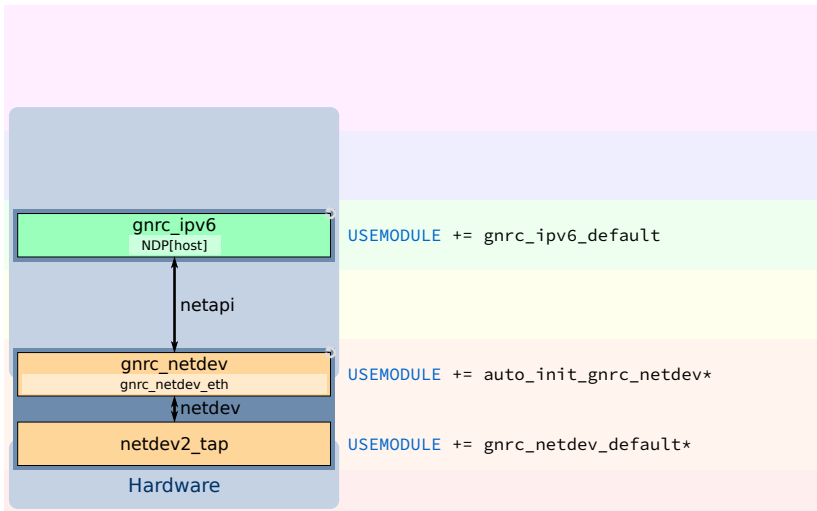 gnrc_ipv6
NDP[host]
USEMODULE += gnrc_ipv6_default
netapi
gnrc_netdev
gnrc_netdev_eth
USEMODULE += auto_init_gnrc_netdev*
netdev
netdev2_tap
USEMODULE += gnrc_netdev_default*
Hardware